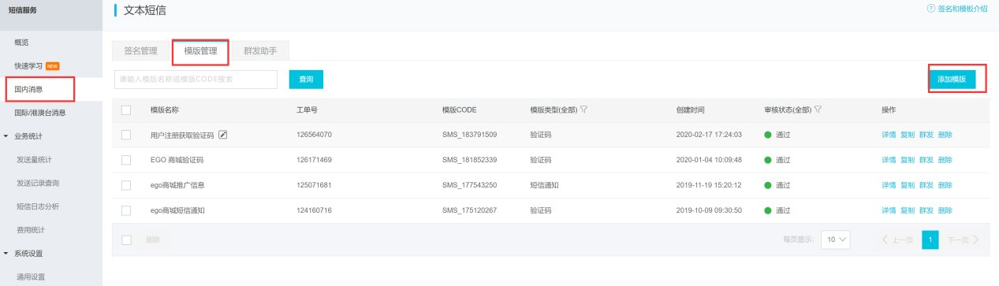 短信服务
文本短信
签名和模板介绍
概览
快速学习 NEW
国内消息
国际/港澳台消息
业务统计
发送量统计
发送记录查询
短信日志分析
费用统计
系统设置
通用设置
签名管理 模版管理 群发助手
请输入模版名称或模版CODE搜索 查询 添加模版
模版名称 工单号 模版CODE 模版类型(全部) 创建时间 审核状态(全部) 操作
用户注册获取验证码 126564070 SMS_183791509 验证码 2020-02-17 17:24:03 通过 详情 复制 群发 删除
EGO 商城验证码 126171469 SMS_181852339 验证码 2020-01-04 10:09:48 通过 详情 复制 群发 删除
ego商城推广信息 125071681 SMS_177543250 短信通知 2019-11-19 15:20:12 通过 详情 复制 群发 删除
ego商城短信通知 124160716 SMS_175120267 验证码 2019-10-09 09:30:50 通过 详情 复制 群发 删除
删除 每页显示: 10 上一页 1 下一页